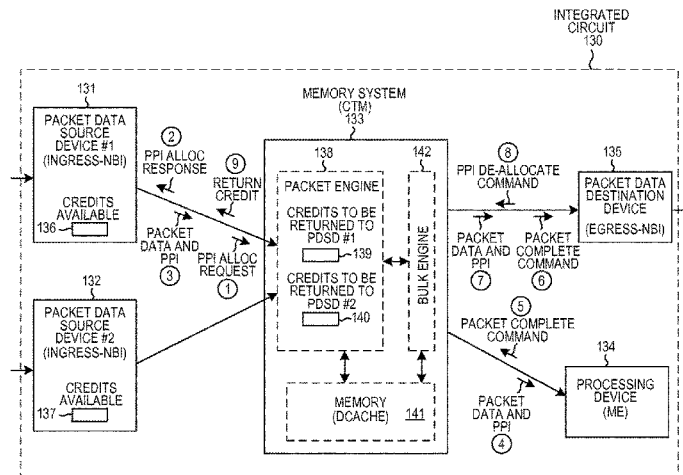 INTEGRATED
CIRCUIT
130
131
PACKET DATA
SOURCE
DEVICE #1
(INGRESS-NBI)
CREDITS
AVAILABLE
136
2
PPI ALLOC
RESPONSE
9
RETURN
CREDIT
PACKET
DATA AND
PPI
3
PPI ALLOC
REQUEST
1
132
PACKET DATA
SOURCE
DEVICE #2
(INGRESS-NBI)
CREDITS
AVAILABLE
137
MEMORY SYSTEM
(CTM)
133
138
PACKET ENGINE
CREDITS TO BE
RETURNED TO
PDSD #1
139
CREDITS TO BE
RETURNED TO
PDSD #2
140
142
BULK ENGINE
MEMORY
(DCACHE)
141
8
PPI DE-ALLOCATE
COMMAND
PACKET
DATA AND
PPI
7
PACKET
COMPLETE
COMMAND
6
135
PACKET DATA
DESTINATION
DEVICE
(EGRESS-NBI)
5
PACKET COMPLETE
COMMAND
PACKET
DATA AND
PPI
4
134
PROCESSING
DEVICE
(ME)